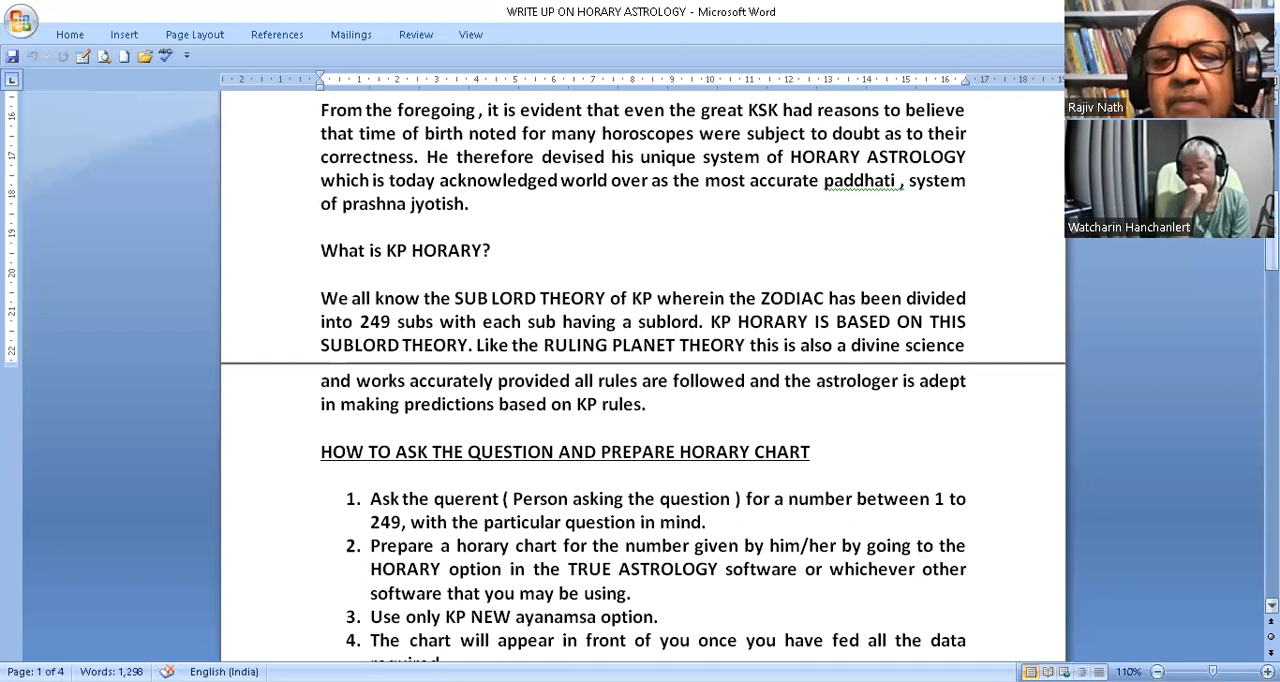 WRITE UP ON HORARY ASTROLOGY - Microsoft Word
Home Insert Page Layout References Mailings Review View
From the foregoing , it is evident that even the great KSK had reasons to believe
that time of birth noted for many horoscopes were subject to doubt as to their
correctness. He therefore devised his unique system of HORARY ASTROLOGY
which is today acknowledged world over as the most accurate paddhati , system
of prashna jyotish.
What is KP HORARY?
We all know the SUB LORD THEORY of KP wherein the ZODIAC has been divided
into 249 subs with each sub having a sublord. KP HORARY IS BASED ON THIS
SUBLORD THEORY. Like the RULING PLANET THEORY this is also a divine science
and works accurately provided all rules are followed and the astrologer is adept
in making predictions based on KP rules.
HOW TO ASK THE QUESTION AND PREPARE HORARY CHART
1. Ask the querent ( Person asking the question ) for a number between 1 to
249, with the particular question in mind.
2. Prepare a horary chart for the number given by him/her by going to the
HORARY option in the TRUE ASTROLOGY software or whichever other
software that you may be using.
3. Use only KP NEW ayanamsa option.
4. The chart will appear in front of you once you have fed all the data
required
Rajiv Nath
Watcharin Hanchanlert
Page: 1 of 4 Words: 1,298 English (India) 110%